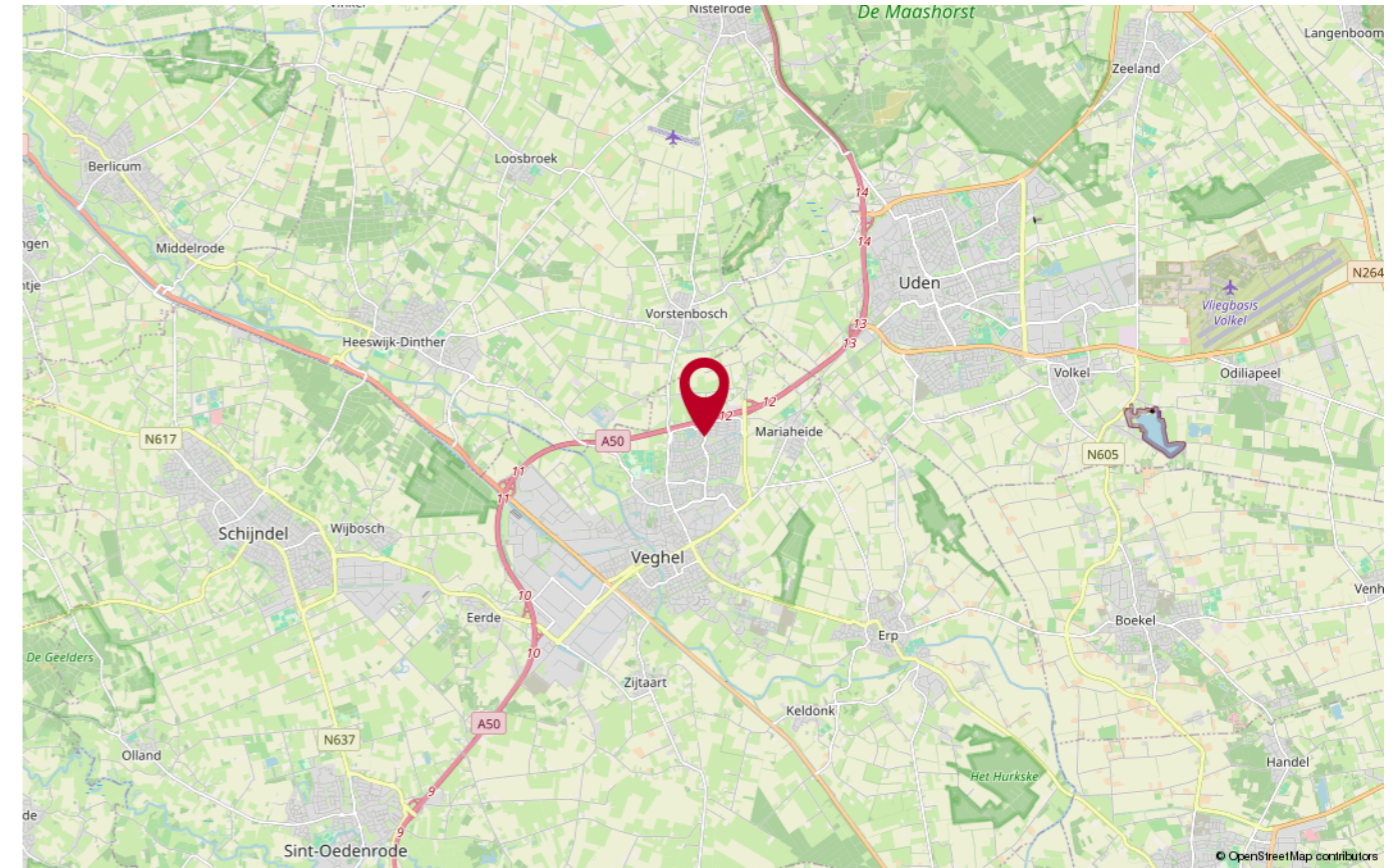 Nistelrode
De Maashorst
Langenboom
Zeeland
Berlicum
Loosbroek
14
14
Middelrode
Uden
N264
Vliegbasis
Volkel
Vorstenbosch
13
13
Heeswijk-Dinther
Volkel
Odiliapeel
12
12
Mariaheide
A50
N617
N605
11
11
Schijndel
Wijbosch
Veghel
Venh
10
Eerde
Boekel
Erp
10
De Geelders
Zijtaart
Keldonk
A50
N637
Olland
Handel
Het Hurkske
9
9
Sint-Oedenrode
© OpenStreetMap contributors